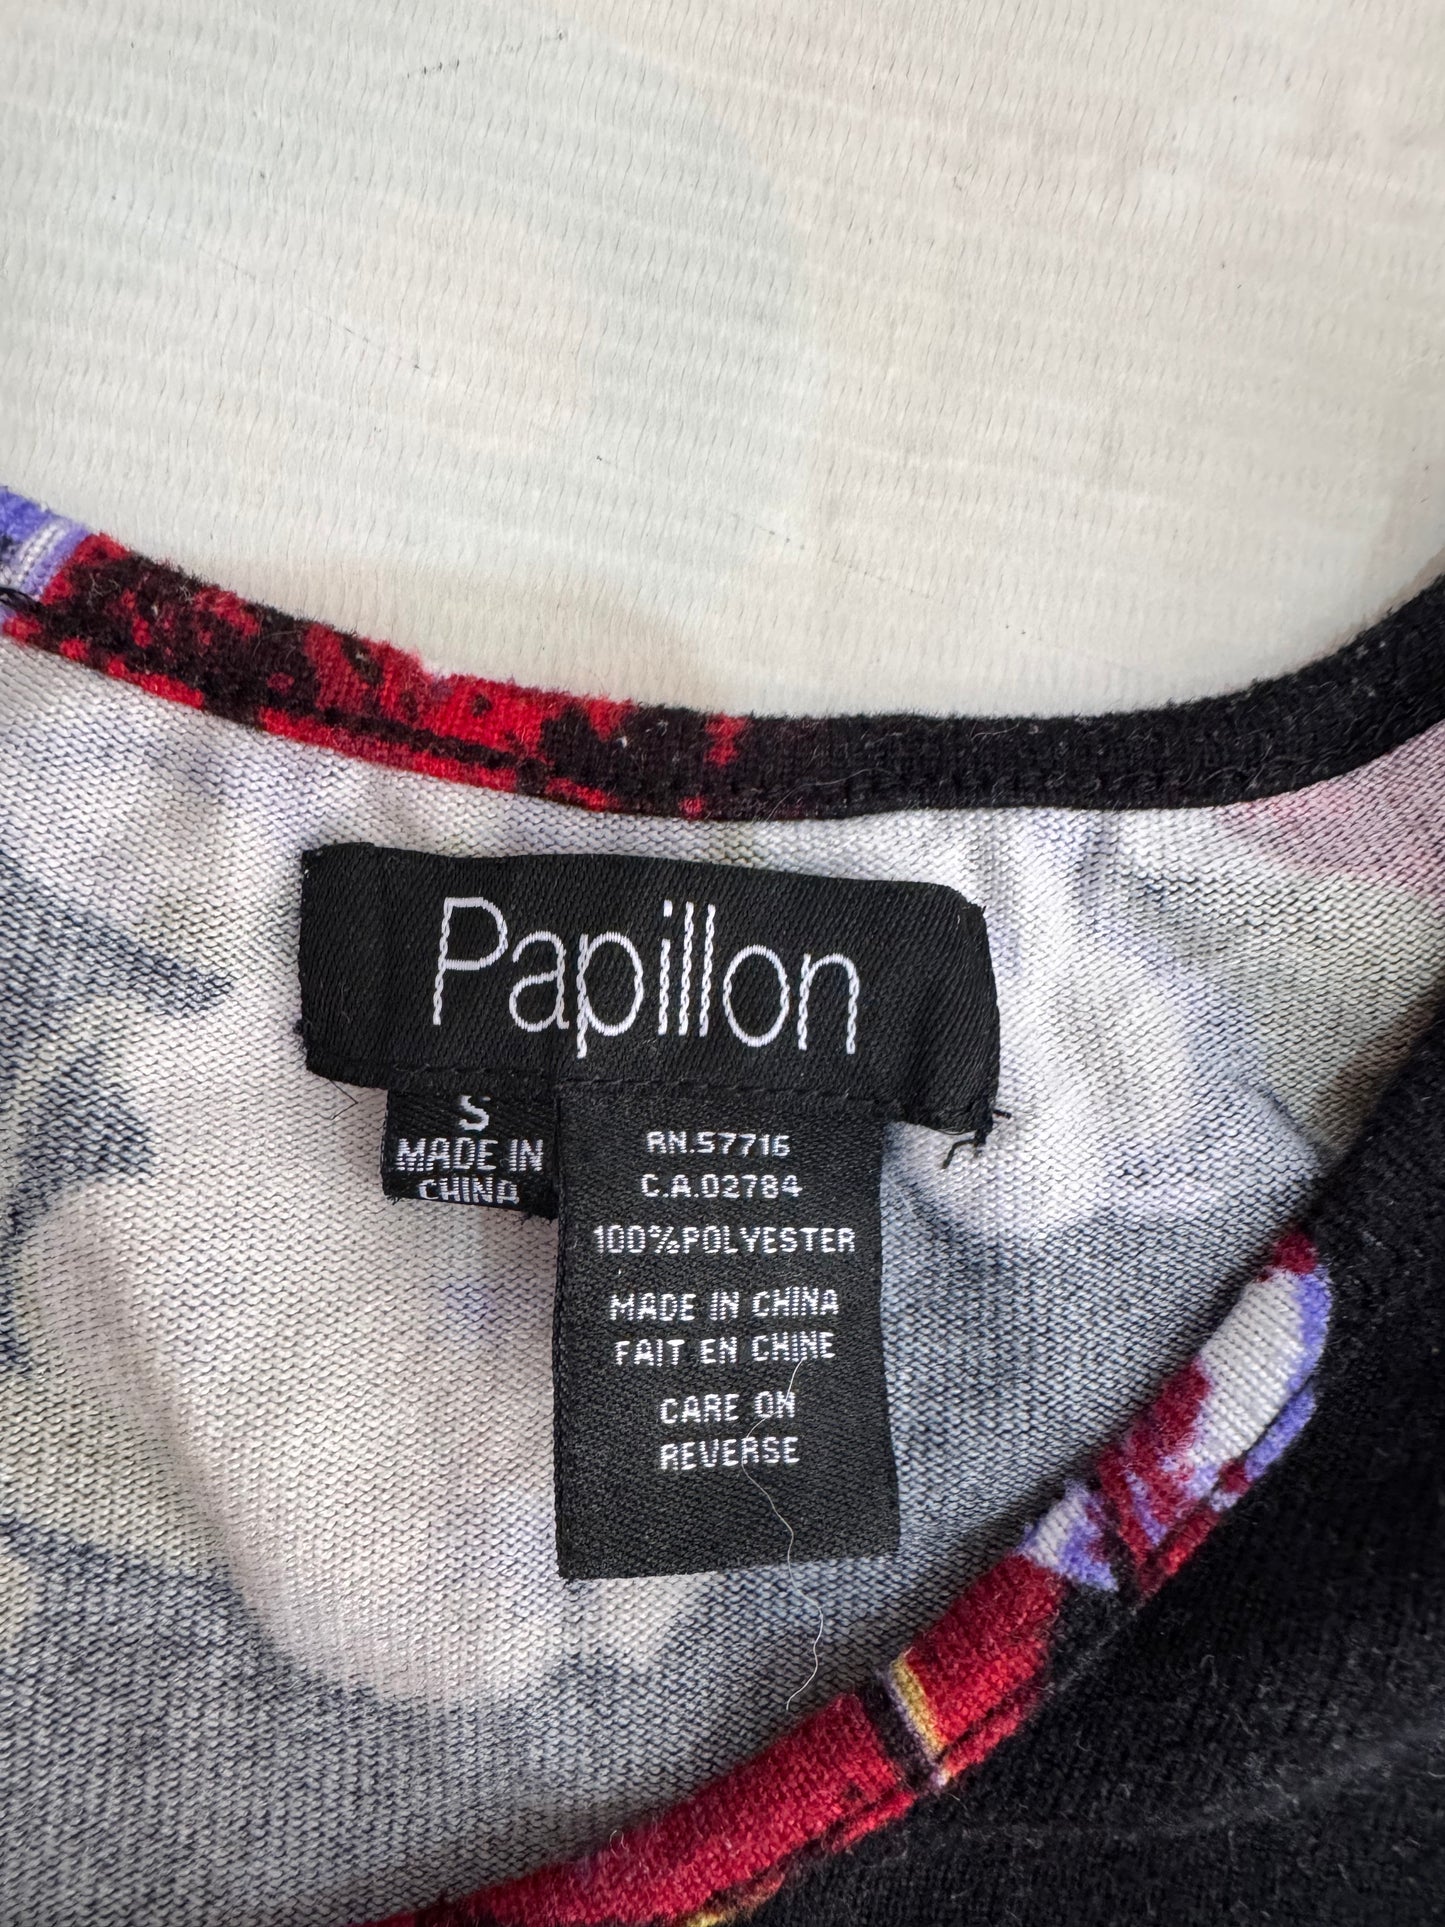 Papillon
S
MADE IN
CHINA
RN.57716
C.A.02784
100%POLYESTER
MADE IN CHINA
FAIT EN CHINE
CARE ON
REVERSE